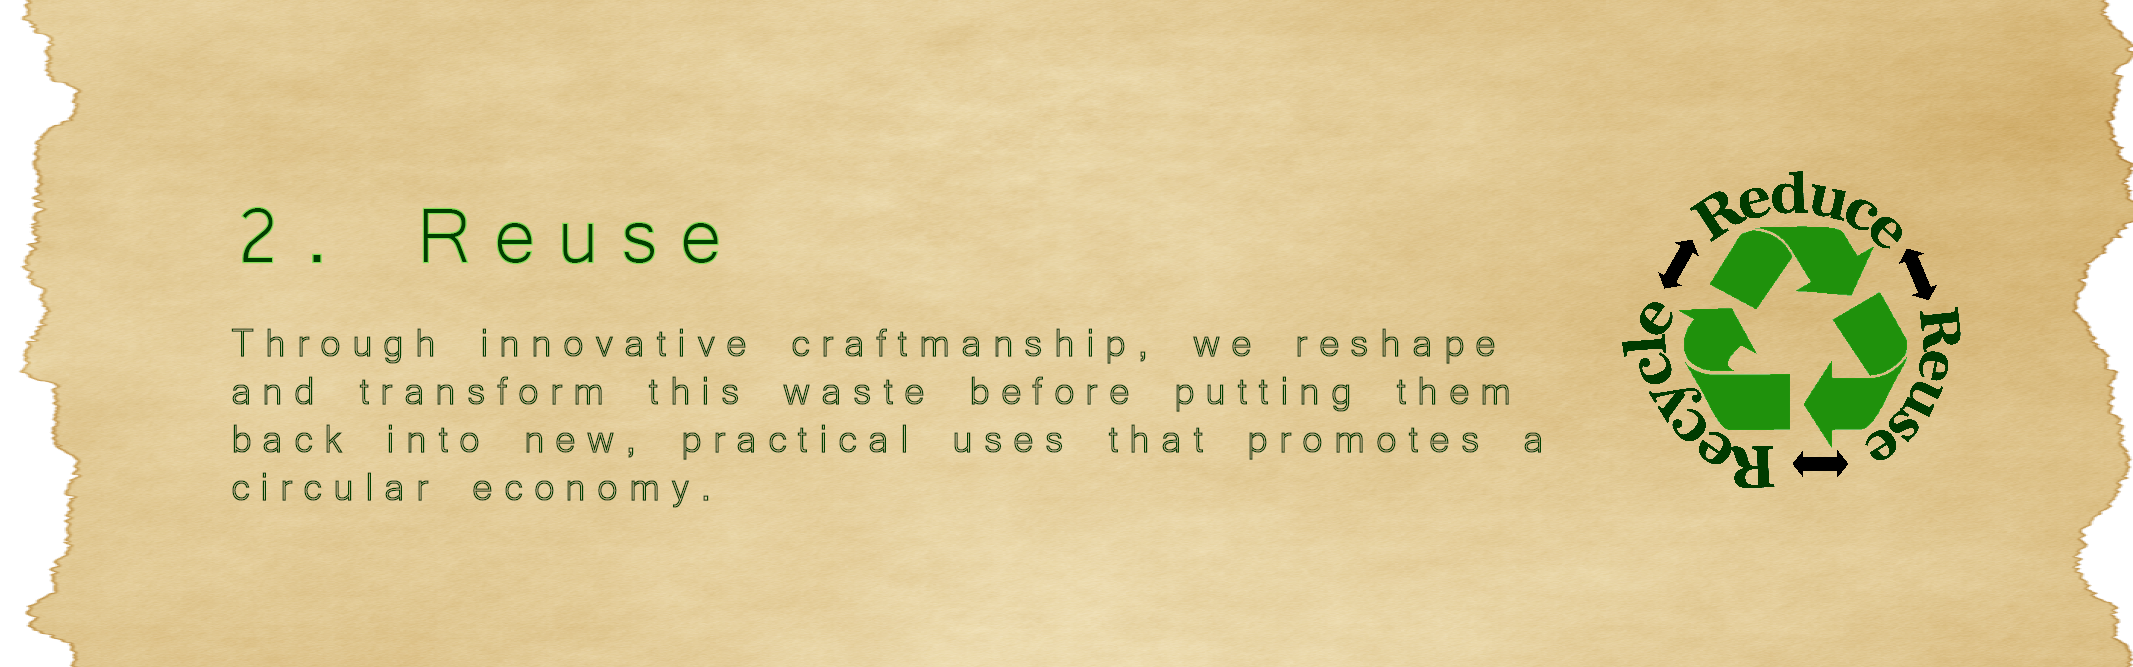 2. Reuse
Through innovative craftmanship, we reshape
and transform this waste before putting them
back into new, practical uses that promotes a
circular economy.
Reduce
Reuse
Recycle